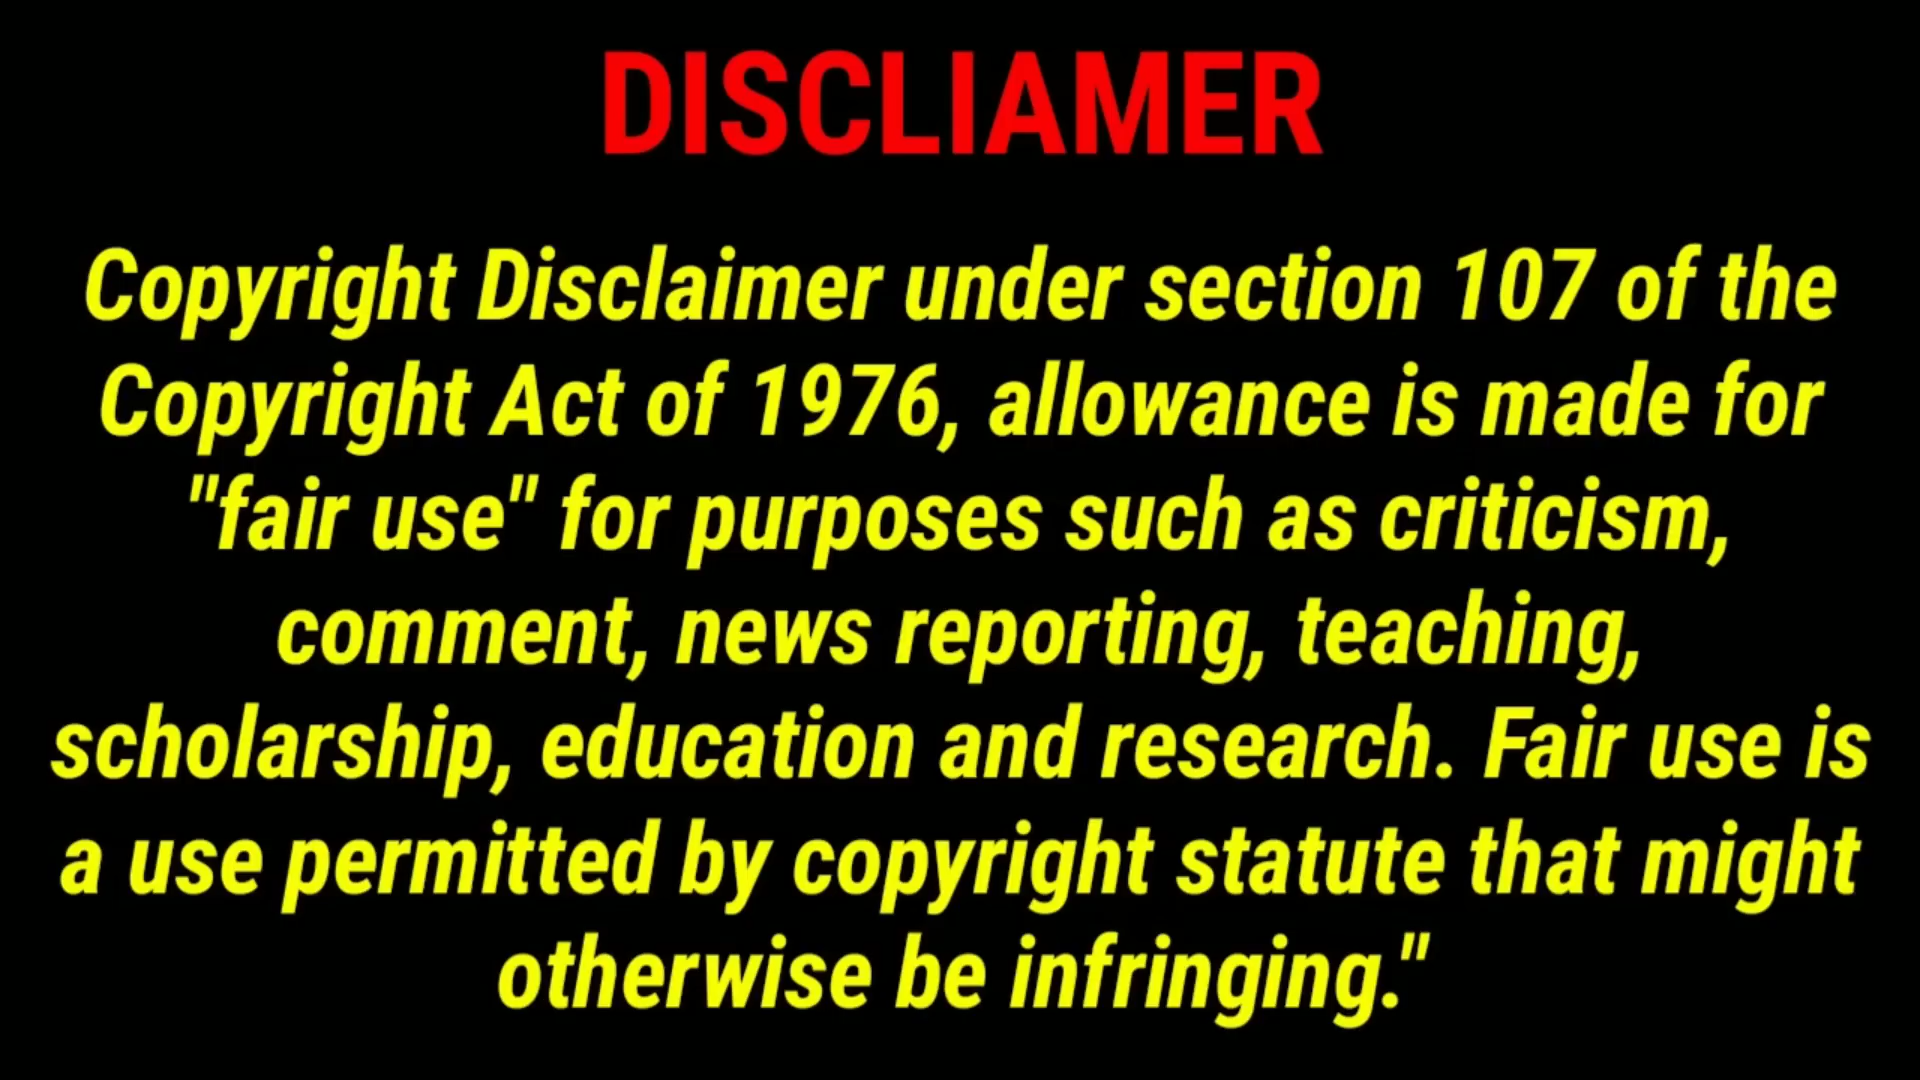 DISCLIAMER
Copyright Disclaimer under section 107 of the
Copyright Act of 1976, allowance is made for
"fair use" for purposes such as criticism,
comment, news reporting, teaching,
scholarship, education and research. Fair use is
a use permitted by copyright statute that might
otherwise be infringing."